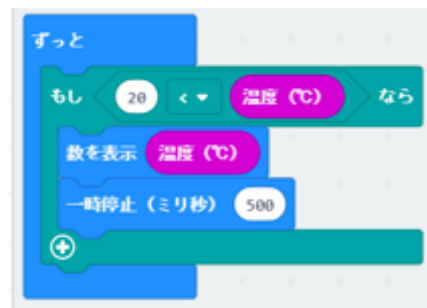 ずっと
もし 20 < 温度（℃） なら
数を表示 温度（℃）
一時停止（ミリ秒） 500